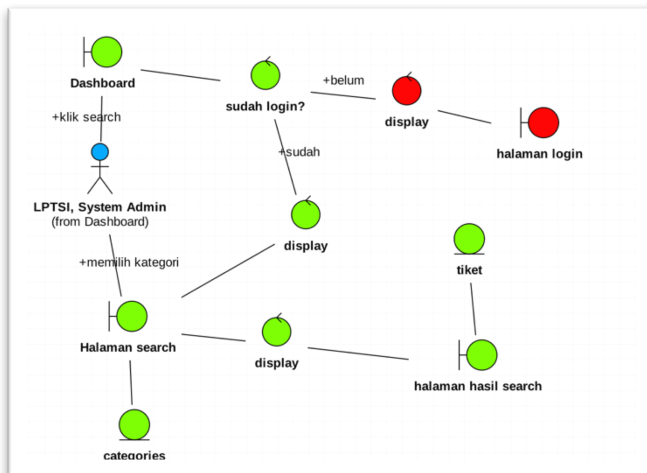 Dashboard
+klik search
sudah login?
+belum
display
halaman login
+sudah
LPTSI, System Admin
(from Dashboard)
display
tiket
+memilih kategori
Halaman search
display
halaman hasil search
categories